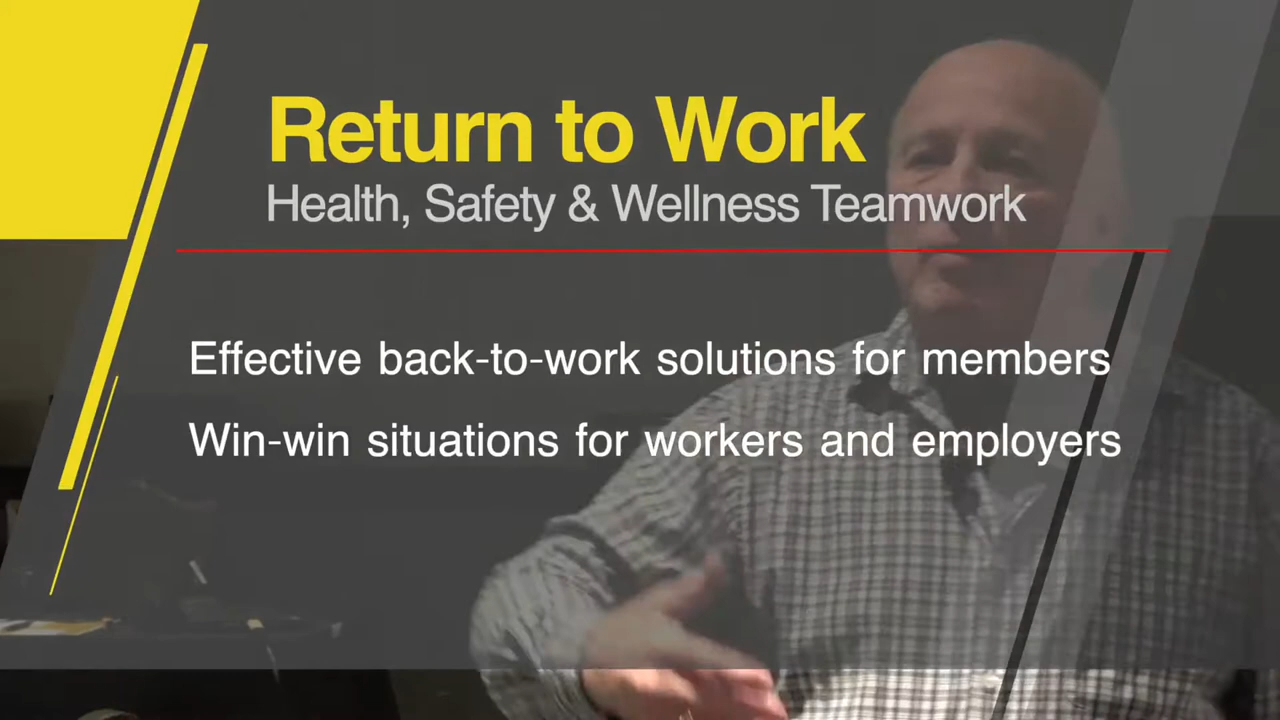 Return to Work
Health, Safety & Wellness Teamwork
Effective back-to-work solutions for members
Win-win situations for workers and employers